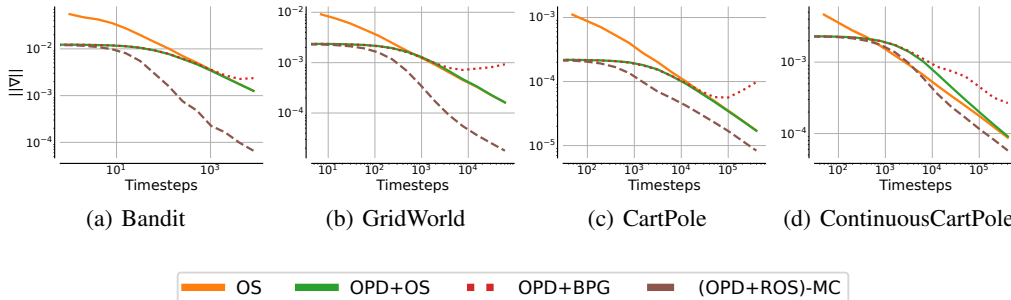 ||∇||
10⁻²
10⁻³
10⁻⁴
10¹
10³
Timesteps
10⁻²
10⁻³
10⁻⁴
10¹
10²
10³
10⁴
Timesteps
10⁻³
10⁻⁴
10⁻⁵
10²
10³
10⁴
10⁵
Timesteps
10⁻³
10⁻⁴
10²
10³
10⁴
10⁵
Timesteps
(a) Bandit
(b) GridWorld
(c) CartPole
(d) ContinuousCartPole
OS OPD+OS OPD+BPG (OPD+ROS)-MC